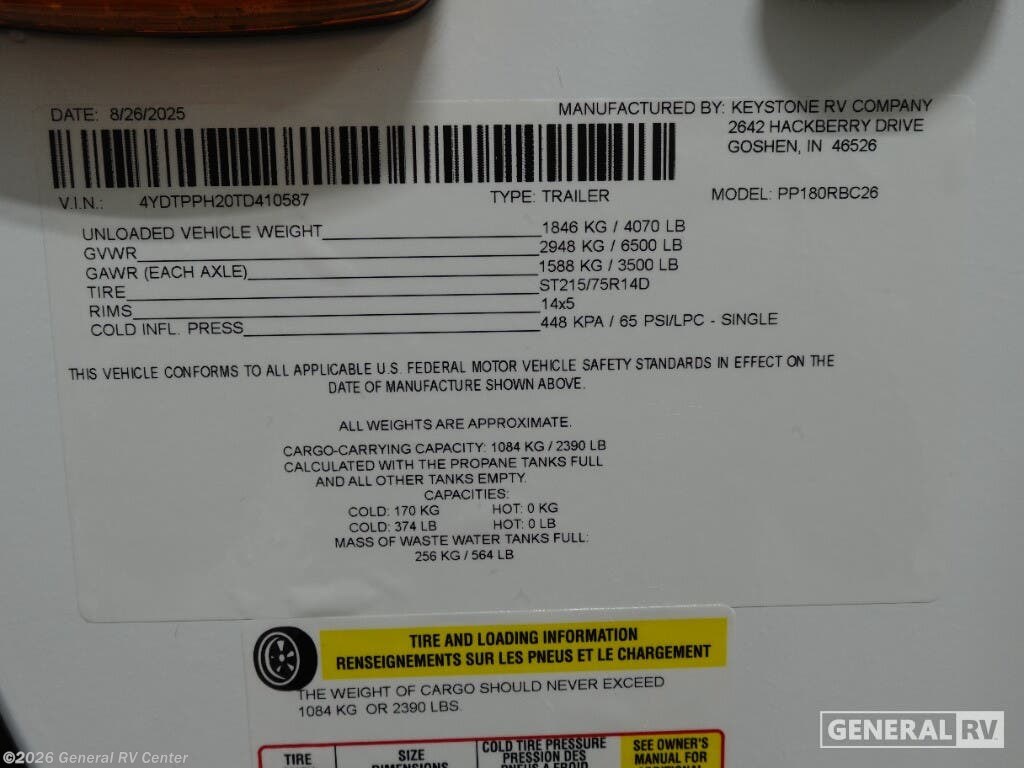 DATE: 8/26/2025
MANUFACTURED BY: KEYSTONE RV COMPANY
2642 HACKBERRY DRIVE
GOSHEN, IN 46526
V.I.N.: 4YDTPPH20TD410587 TYPE: TRAILER MODEL: PP180RBC26
UNLOADED VEHICLE WEIGHT 1846 KG / 4070 LB
GVWR 2948 KG / 6500 LB
GAWR (EACH AXLE) 1588 KG / 3500 LB
TIRE ST215/75R14D
RIMS 14x5
COLD INFL. PRESS 448 KPA / 65 PSI/LPC - SINGLE
THIS VEHICLE CONFORMS TO ALL APPLICABLE U.S. FEDERAL MOTOR VEHICLE SAFETY STANDARDS IN EFFECT ON THE
DATE OF MANUFACTURE SHOWN ABOVE.
ALL WEIGHTS ARE APPROXIMATE.
CARGO-CARRYING CAPACITY: 1084 KG / 2390 LB
CALCULATED WITH THE PROPANE TANKS FULL
AND ALL OTHER TANKS EMPTY.
CAPACITIES:
COLD: 170 KG HOT: 0 KG
COLD: 374 LB HOT: 0 LB
MASS OF WASTE WATER TANKS FULL:
256 KG / 564 LB
TIRE AND LOADING INFORMATION
RENSEIGNEMENTS SUR LES PNEUS ET LE CHARGEMENT
THE WEIGHT OF CARGO SHOULD NEVER EXCEED
1084 KG OR 2390 LBS.
TIRE
SIZE
DIMENSIONS
COLD TIRE PRESSURE
PRESSION DES
PNEUS A FROID
SEE OWNER'S
MANUAL FOR
GENERAL RV
GENERAL RV
©2026 General RV Center